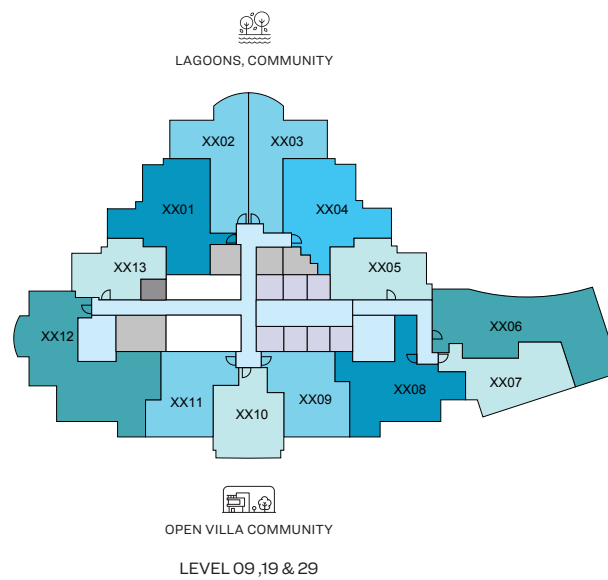 LAGOONS, COMMUNITY
XX02
XX03
XX01
XX04
XX13
XX05
XX12
XX06
XX07
XX08
XX11
XX09
XX10
OPEN VILLA COMMUNITY
LEVEL 09 ,19 & 29